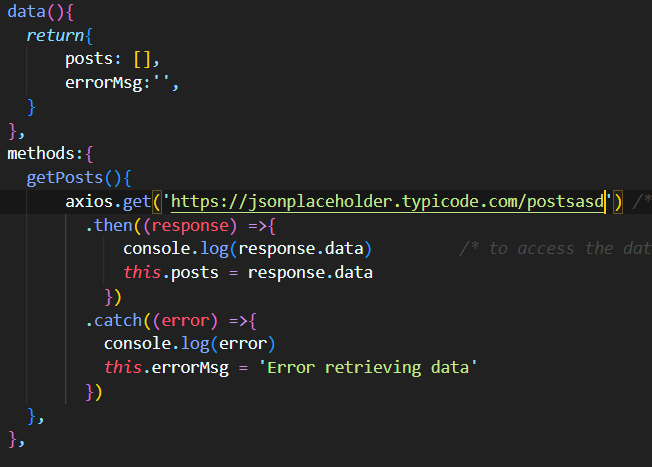 data(){
return{
posts: [],
errorMsg:'',
}
},
methods:{
getPosts(){
axios.get('https://jsonplaceholder.typicode.com/postsasd') /*
.then((response) =>{
console.log(response.data) /* to access the dat
this.posts = response.data
})
.catch((error) =>{
console.log(error)
this.errorMsg = 'Error retrieving data'
})
},
},